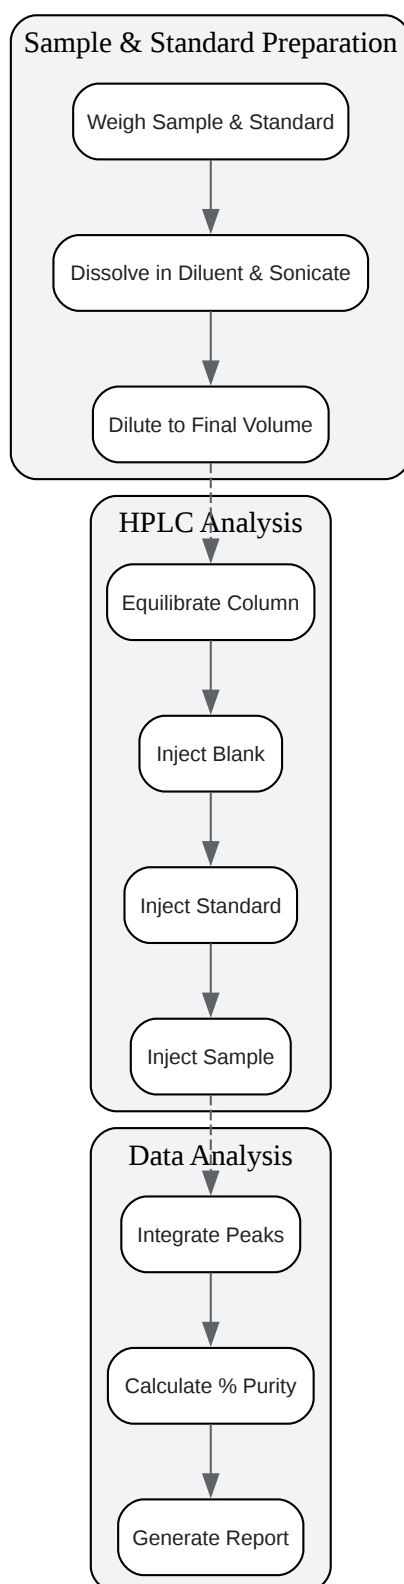 Sample & Standard Preparation
Weigh Sample & Standard
Dissolve in Diluent & Sonicate
Dilute to Final Volume
HPLC Analysis
Equilibrate Column
Inject Blank
Inject Standard
Inject Sample
Data Analysis
Integrate Peaks
Calculate % Purity
Generate Report